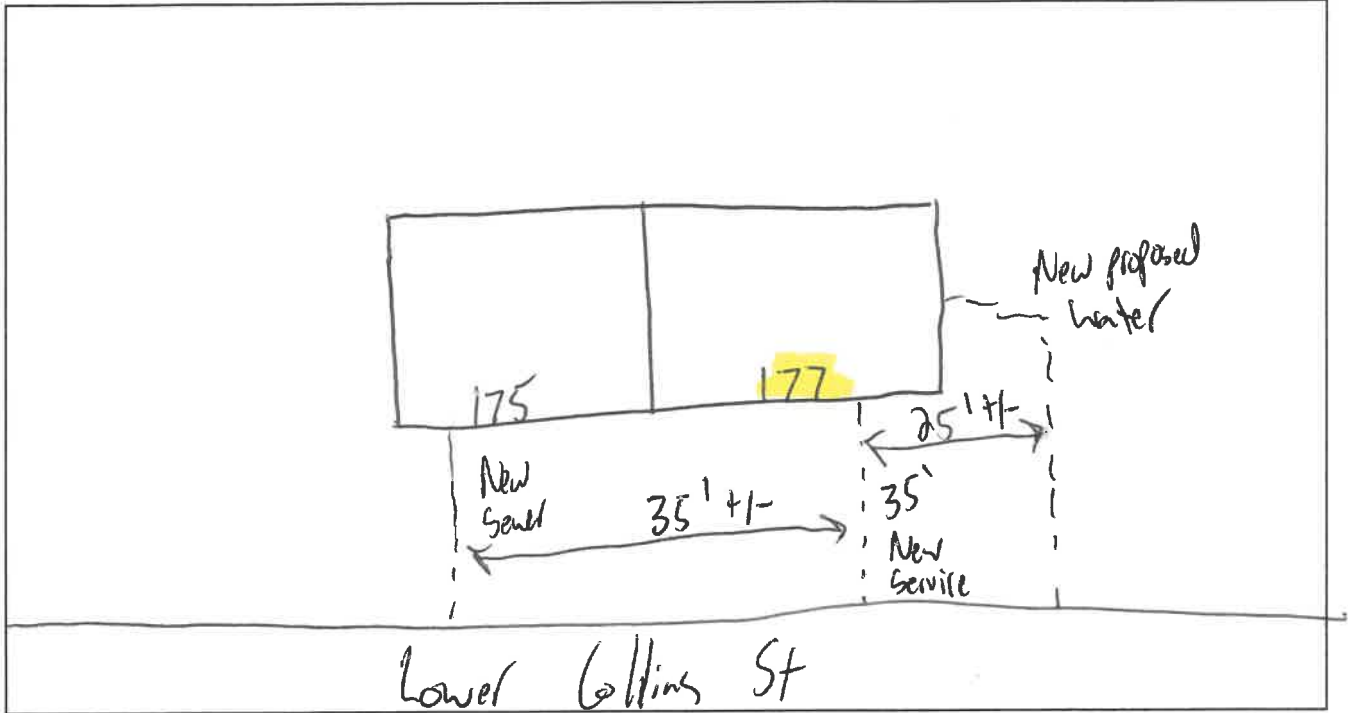 New proposed
water
175
177
25' +/-
New
Sewer
35' +/-
35'
New
Service
Lower Collins St